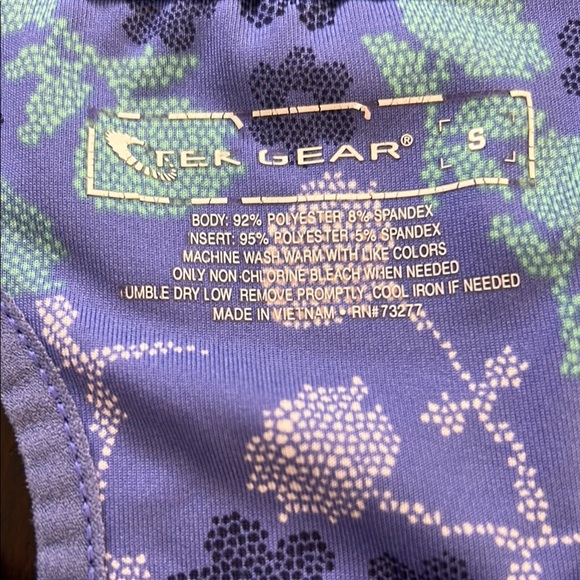 TEK GEAR® S
BODY: 92% POLYESTER 8% SPANDEX
NSERT: 95% POLYESTER 5% SPANDEX
MACHINE WASH WARM WITH LIKE COLORS
ONLY NON-CHLORINE BLEACH WHEN NEEDED
UMBLE DRY LOW REMOVE PROMPTLY COOL IRON IF NEEDED
MADE IN VIETNAM • RN#73277